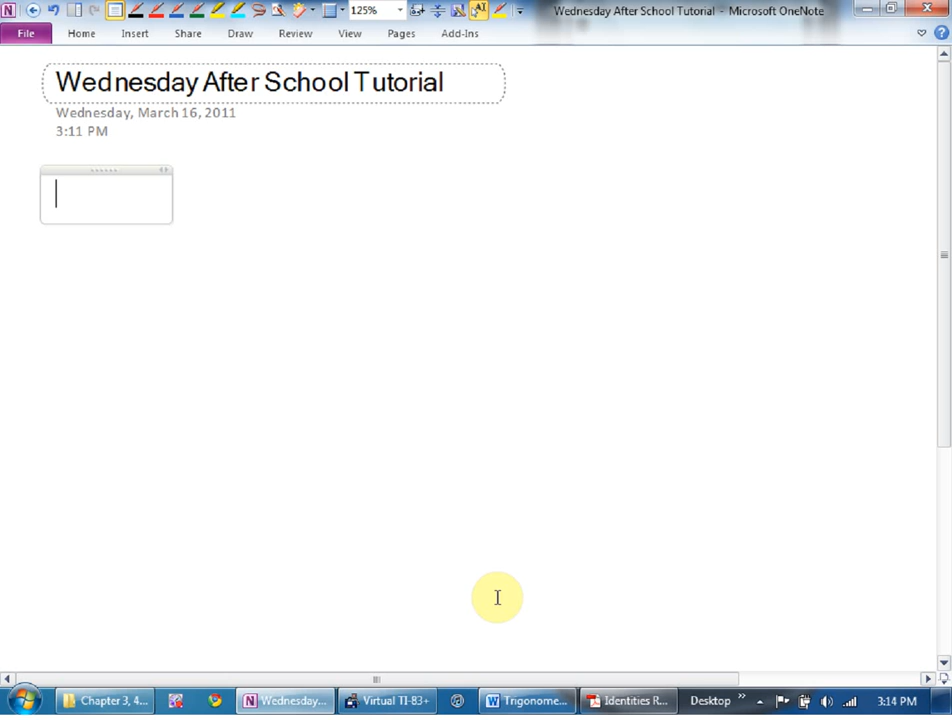 125%
Wednesday After School Tutorial - Microsoft OneNote
File Home Insert Share Draw Review View Pages Add-Ins
Wednesday After School Tutorial
Wednesday, March 16, 2011
3:11 PM
Chapter 3, 4... Wednesday... Virtual TI-83+ Trigonome... Identities R... Desktop 3:14 PM